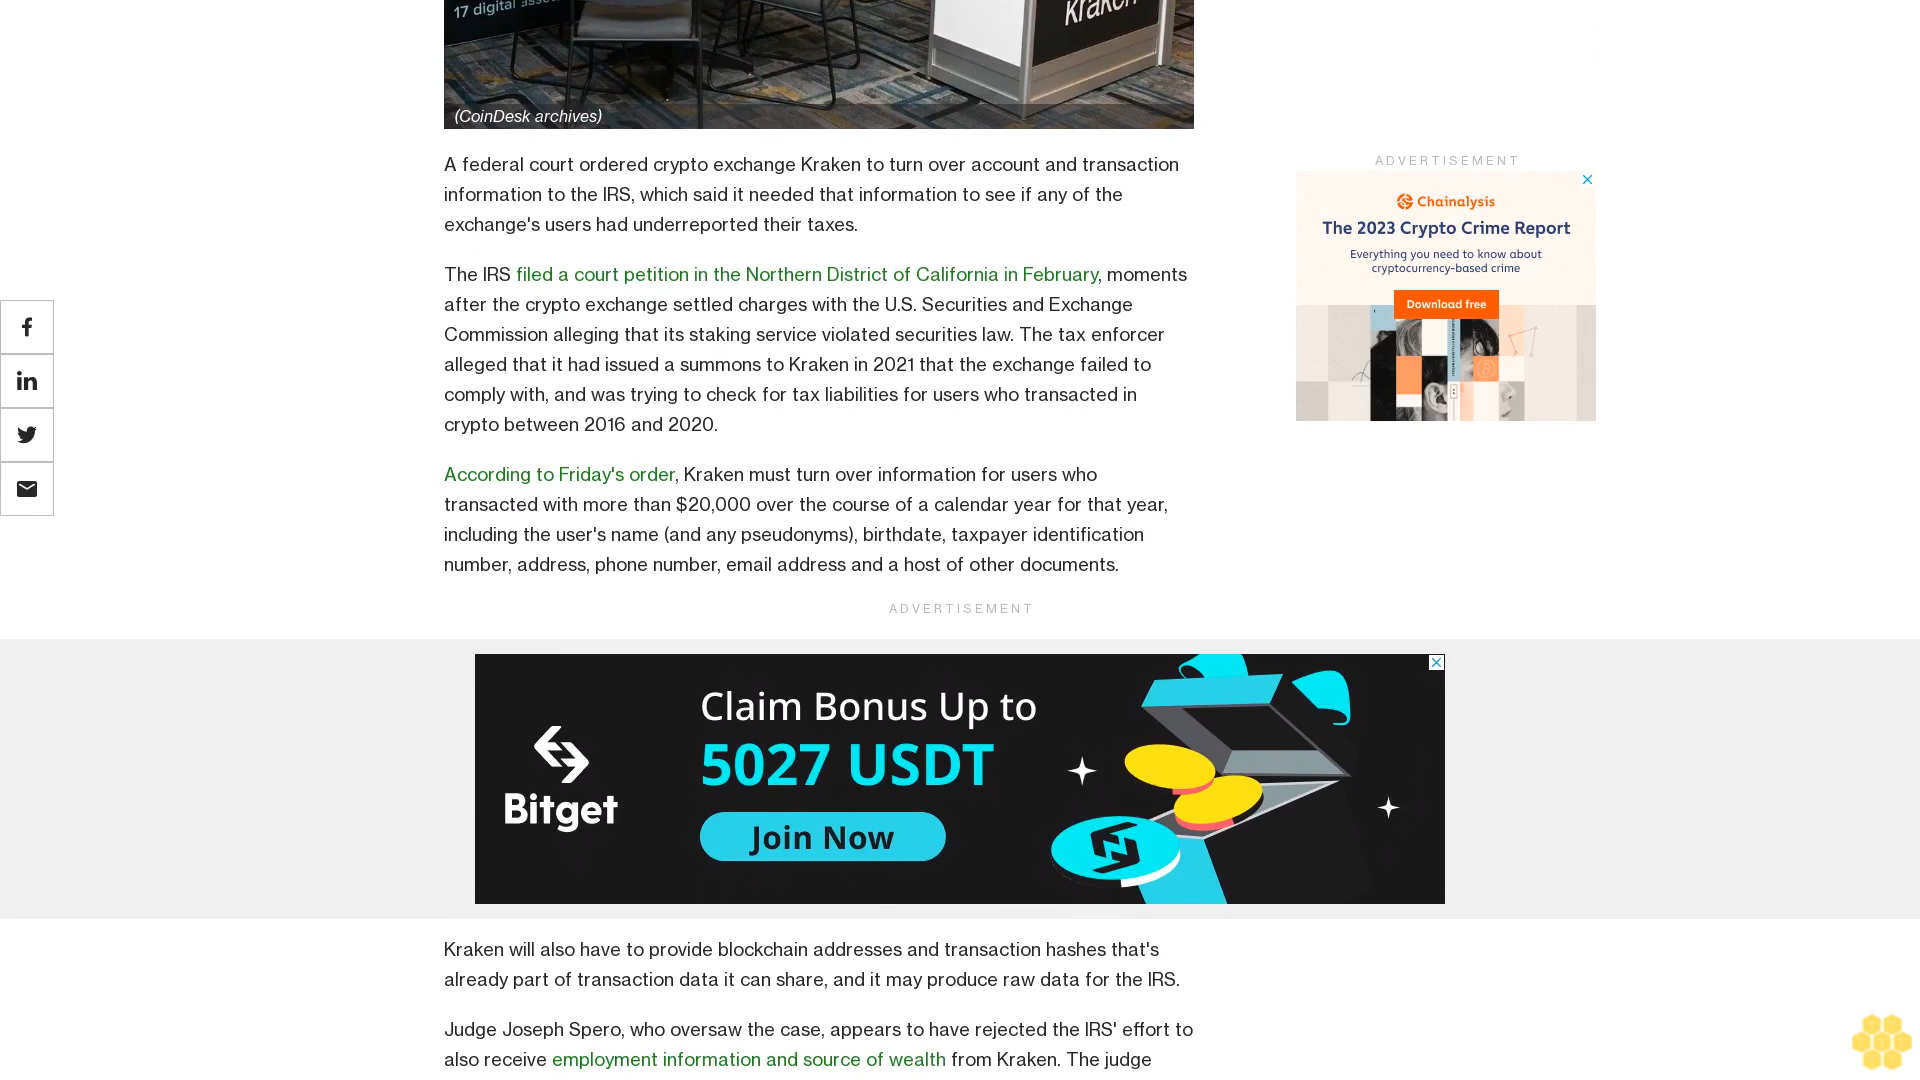 17 digital assets
kraken
(CoinDesk archives)
A federal court ordered crypto exchange Kraken to turn over account and transaction
information to the IRS, which said it needed that information to see if any of the
exchange's users had underreported their taxes.
The IRS filed a court petition in the Northern District of California in February, moments
after the crypto exchange settled charges with the U.S. Securities and Exchange
Commission alleging that its staking service violated securities law. The tax enforcer
alleged that it had issued a summons to Kraken in 2021 that the exchange failed to
comply with, and was trying to check for tax liabilities for users who transacted in
crypto between 2016 and 2020.
According to Friday's order, Kraken must turn over information for users who
transacted with more than $20,000 over the course of a calendar year for that year,
including the user's name (and any pseudonyms), birthdate, taxpayer identification
number, address, phone number, email address and a host of other documents.
ADVERTISEMENT
Chainalysis
The 2023 Crypto Crime Report
Everything you need to know about
cryptocurrency-based crime
Download free
ADVERTISEMENT
Bitget
Claim Bonus Up to
5027 USDT
Join Now
Kraken will also have to provide blockchain addresses and transaction hashes that's
already part of transaction data it can share, and it may produce raw data for the IRS.
Judge Joseph Spero, who oversaw the case, appears to have rejected the IRS' effort to
also receive employment information and source of wealth from Kraken. The judge